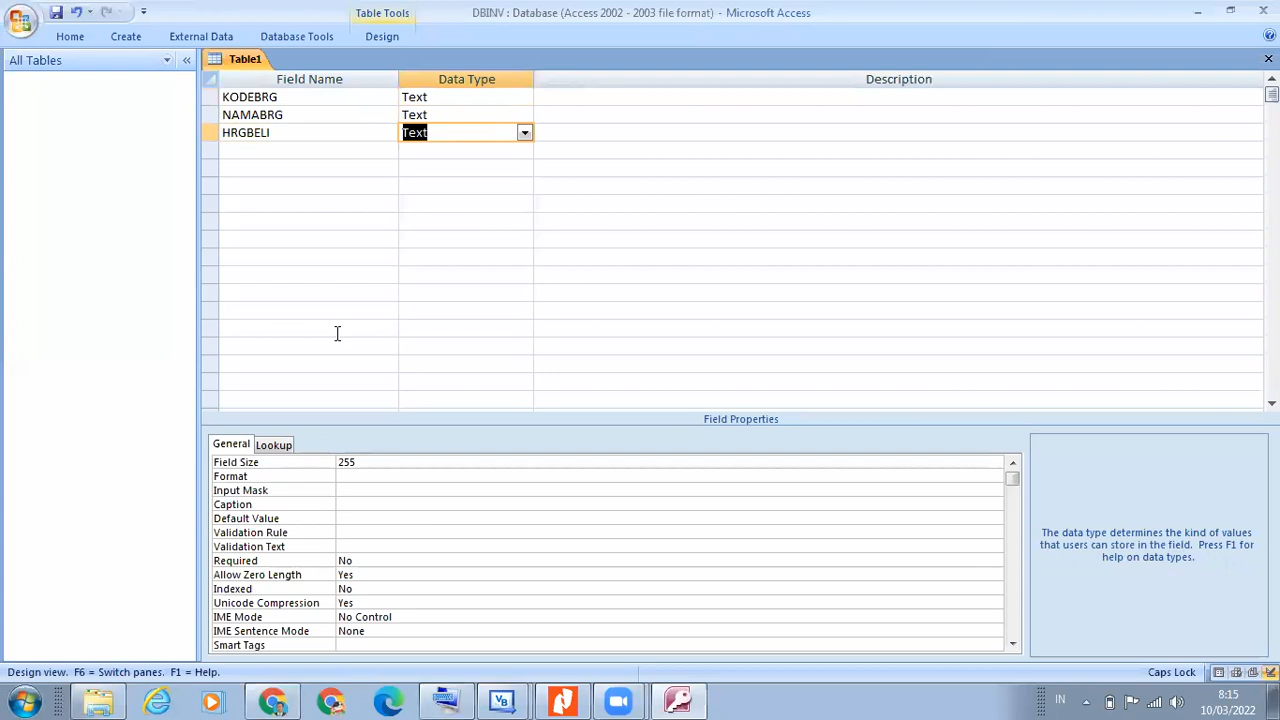 Table Tools
DBINV : Database (Access 2002 - 2003 file format) - Microsoft Access
Home
Create
External Data
Database Tools
Design
All Tables
Table1
Field Name
Data Type
Description
KODEBRG
Text
NAMABRG
Text
HRGBELI
Text
Field Properties
General
Lookup
Field Size
255
Format
Input Mask
Caption
Default Value
Validation Rule
Validation Text
Required
No
Allow Zero Length
Yes
Indexed
No
Unicode Compression
Yes
IME Mode
No Control
IME Sentence Mode
None
Smart Tags
The data type determines the kind of values
that users can store in the field. Press F1 for
help on data types.
Design view. F6 = Switch panes. F1 = Help.
Caps Lock
IN
8:15
10/03/2022